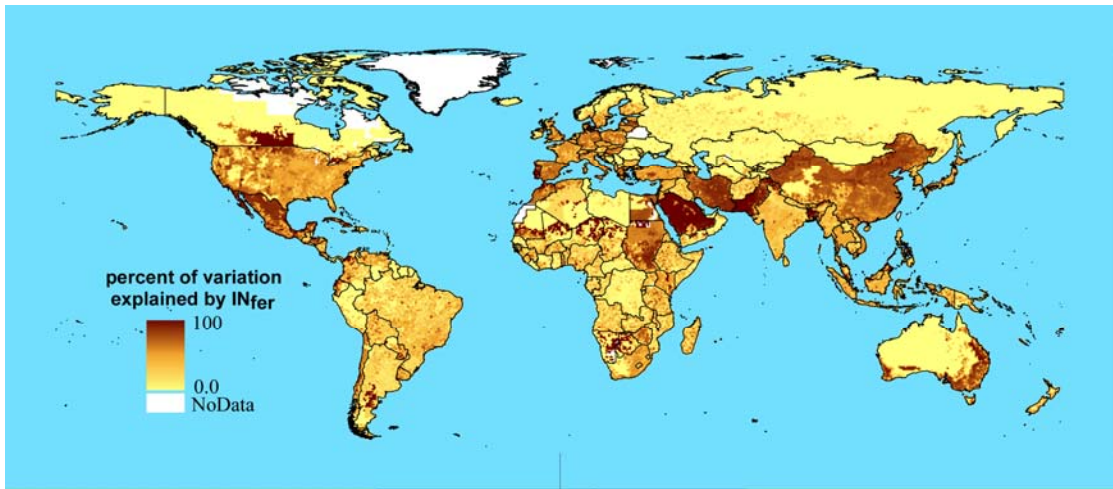 percent of variation
explained by INfer
100
0.0
NoData